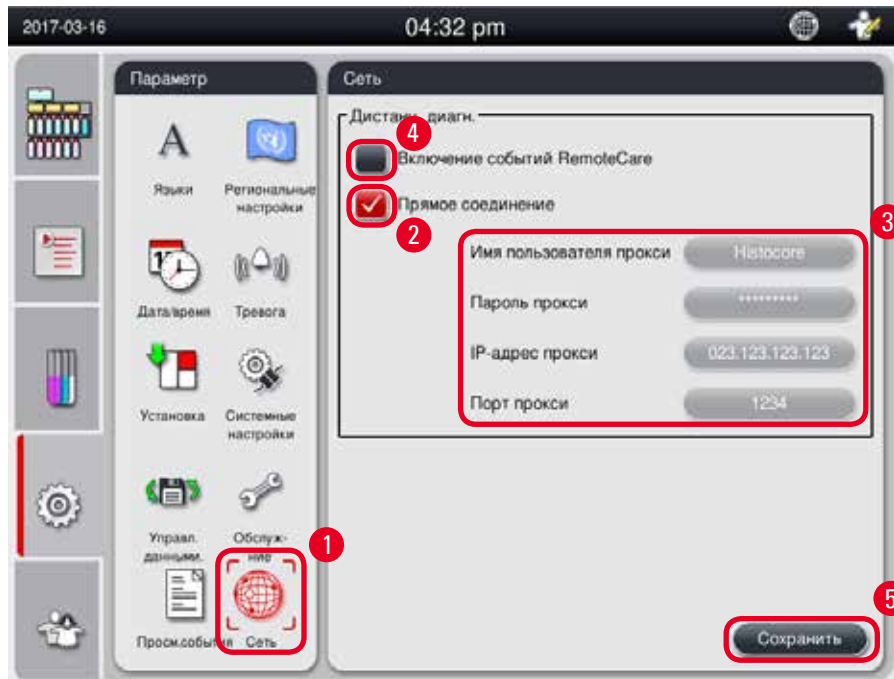 2017-03-16
04:32 pm
Параметр
A
Языки
Региональные
настройки
Дата/время
Тревога
Установка
Системные
настройки
Управл.
данными.
Обслуж-
ние
Просм.события
Сеть
1
Сеть
Дистанц. диагн.
4
Включение событий RemoteCare
Прямое соединение
2
3
Имя пользователя прокси
Histocore
Пароль прокси
*********
IP-адрес прокси
023.123.123.123
Порт прокси
1234
5
Сохранить